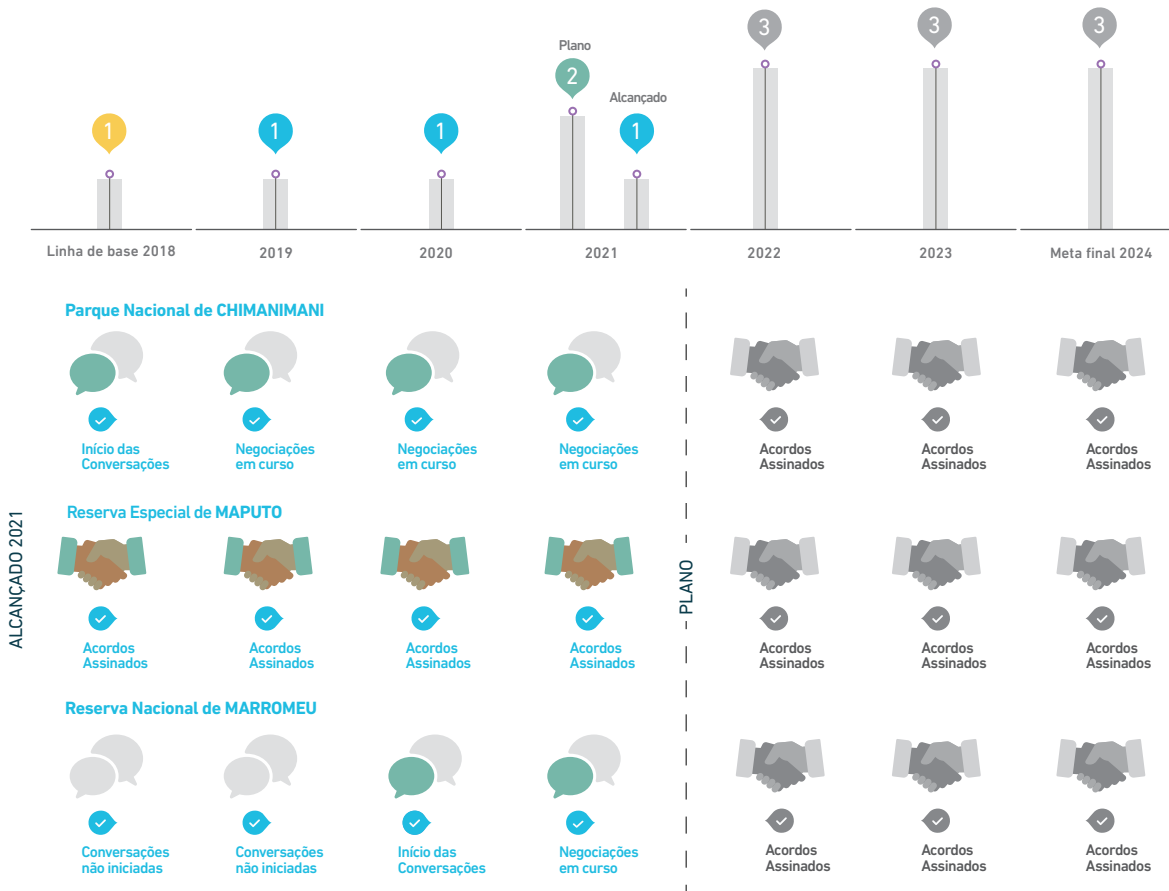 3
3
3
Plano
2
Alcançado
1
1
1
1
Linha de base 2018
2019
2020
2021
2022
2023
Meta final 2024
Parque Nacional de CHIMANIMANI
Início das
Conversações
Negociações
em curso
Negociações
em curso
Negociações
em curso
Acordos
Assinados
Acordos
Assinados
Acordos
Assinados
ALCANÇADO 2021
Reserva Especial de MAPUTO
PLANO
Acordos
Assinados
Acordos
Assinados
Acordos
Assinados
Acordos
Assinados
Acordos
Assinados
Acordos
Assinados
Acordos
Assinados
Reserva Nacional de MARROMEU
Conversações
não iniciadas
Conversações
não iniciadas
Início das
Conversações
Negociações
em curso
Acordos
Assinados
Acordos
Assinados
Acordos
Assinados